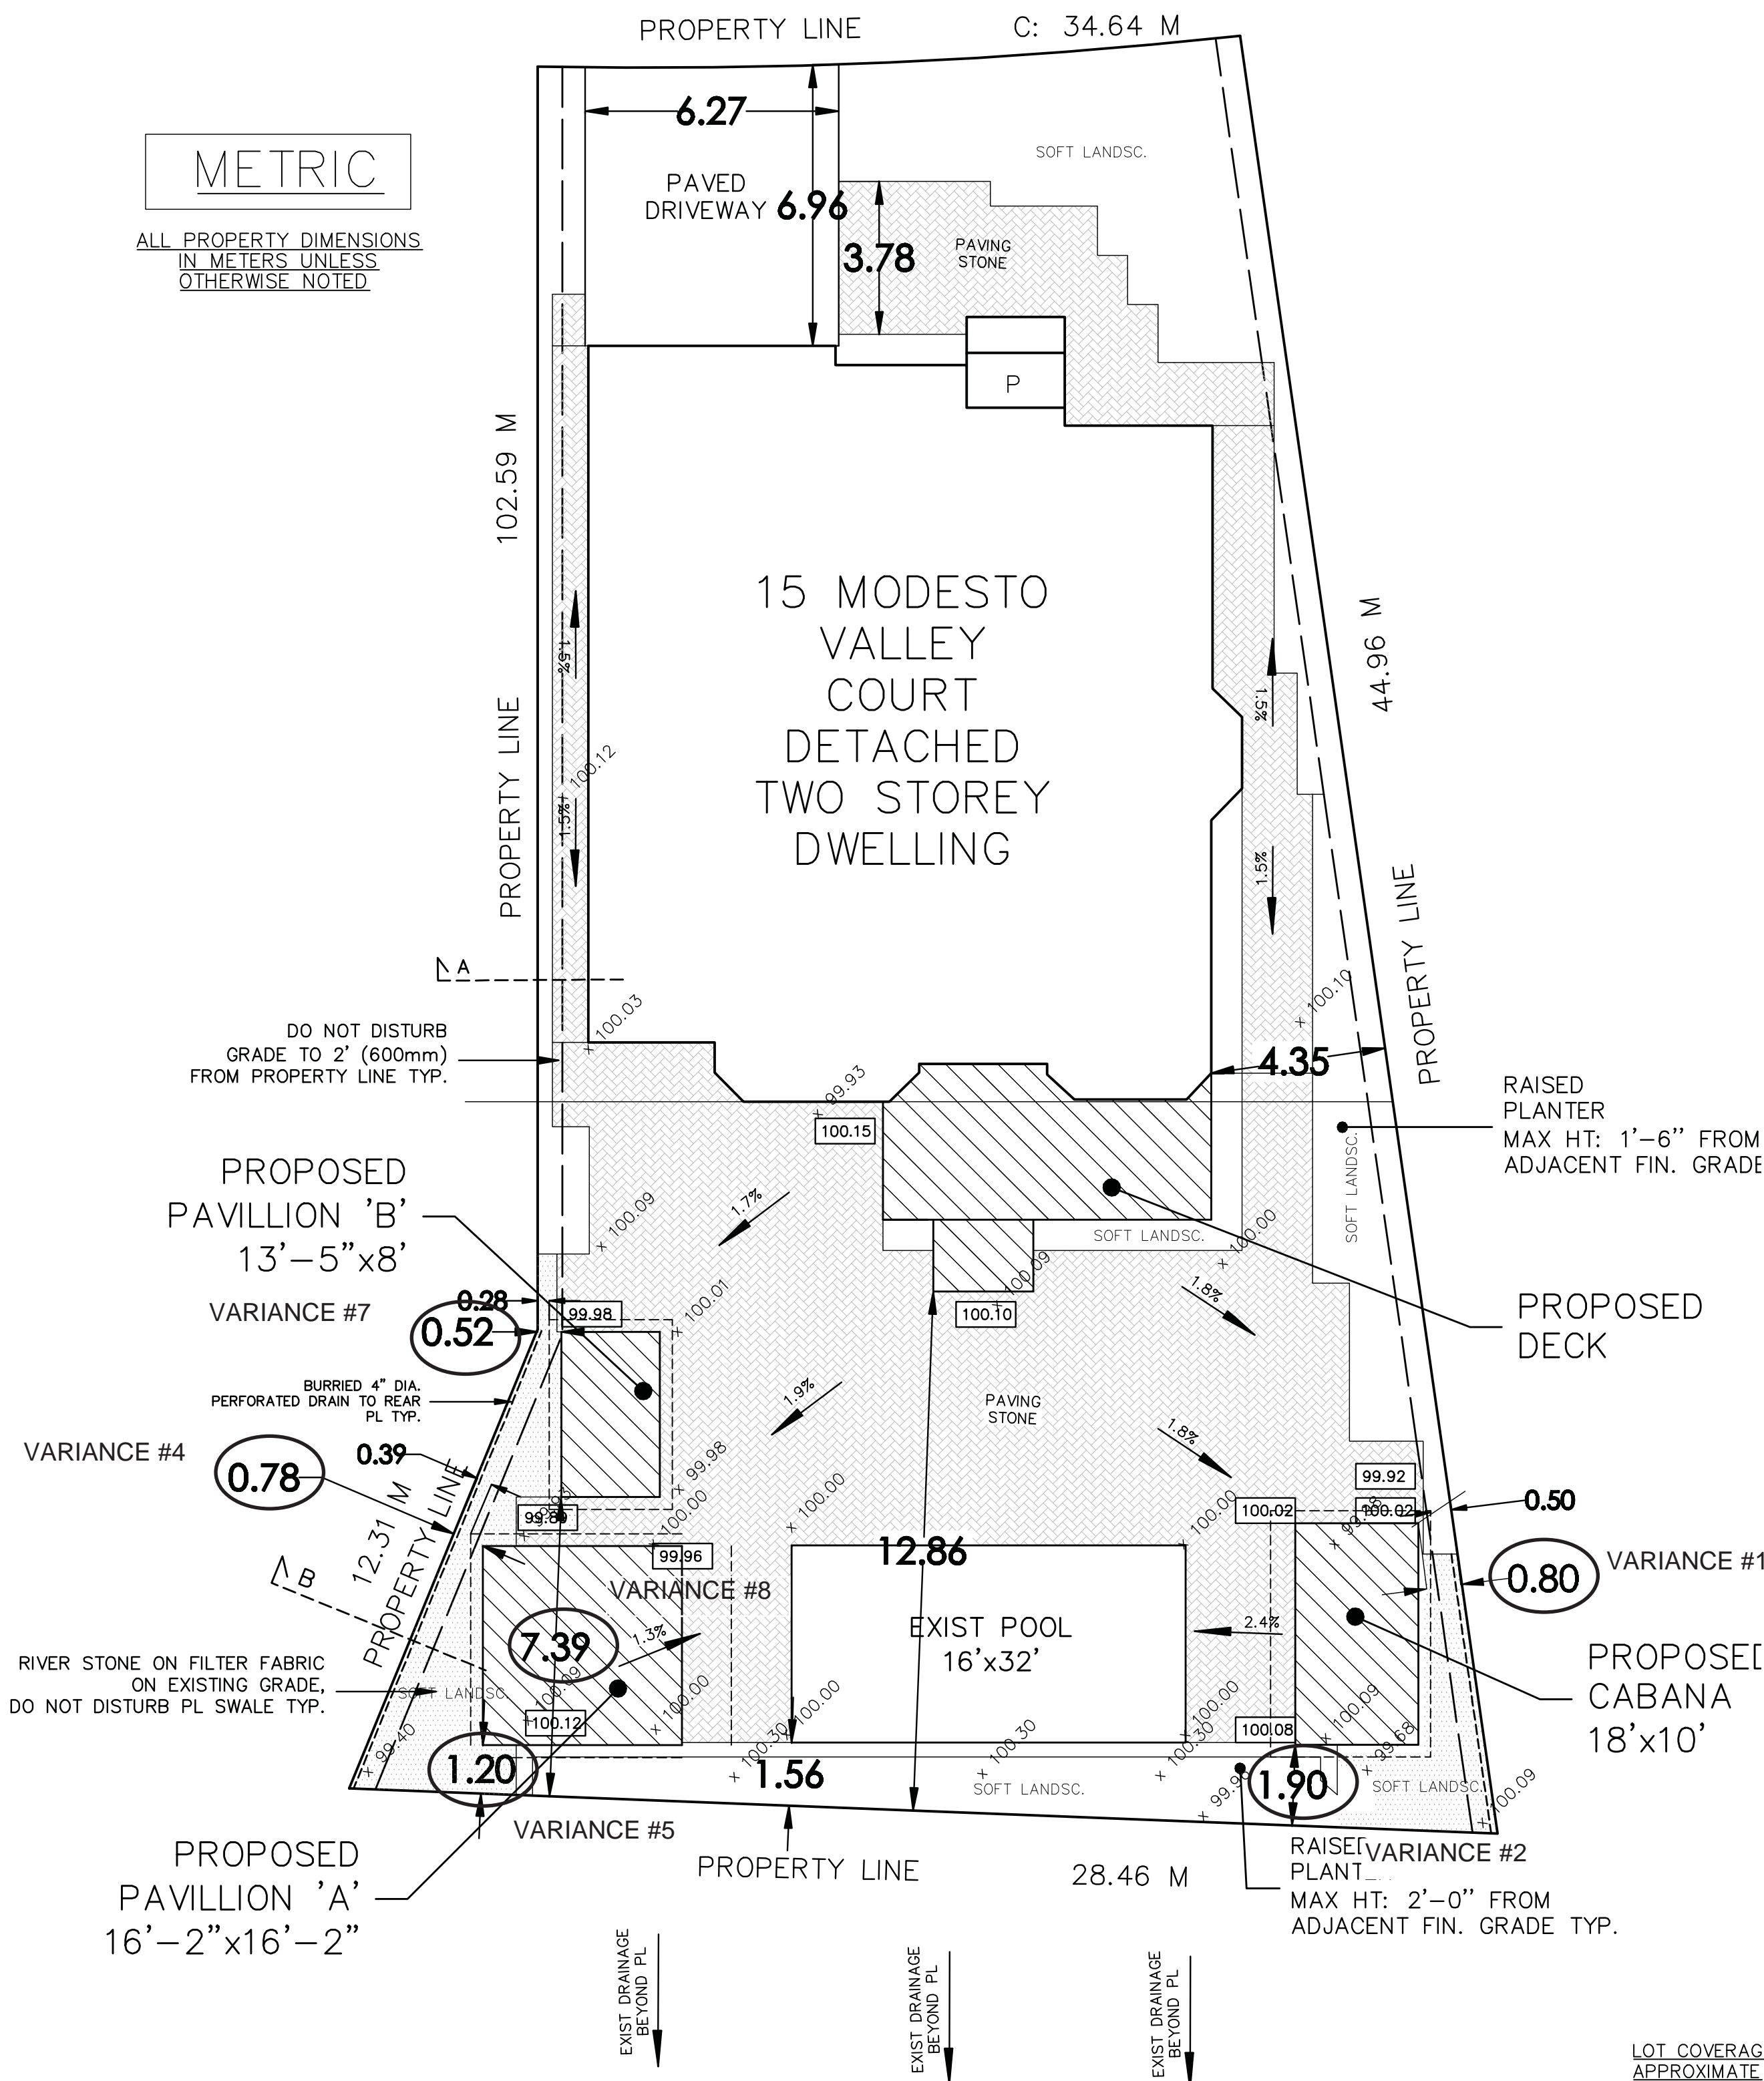 PROPERTY LINE
C: 34.64 M
METRIC
ALL PROPERTY DIMENSIONS
IN METERS UNLESS
OTHERWISE NOTED
6.27
PAVED
DRIVEWAY
6.96
3.78
PAVING
STONE
SOFT LANDSC.
P
102.59 M
PROPERTY LINE
15 MODESTO
VALLEY
COURT
DETACHED
TWO STOREY
DWELLING
44.96 M
PROPERTY LINE
1.5%
1.5%
1.5%
1.5%
100.12
A
100.03
100.10
99.93
4.35
DO NOT DISTURB
GRADE TO 2' (600mm)
FROM PROPERTY LINE TYP.
RAISED
PLANTER
MAX HT: 1'-6" FROM
ADJACENT FIN. GRADE
100.15
SOFT LANDSC.
PROPOSED
PAVILLION 'B'
13'-5"x8'
100.09
1.7%
SOFT LANDSC.
100.00
100.09
1.8%
100.10
PROPOSED
DECK
VARIANCE #7
0.28
0.52
99.98
100.01
BURRIED 4" DIA.
PERFORATED DRAIN TO REAR
PL TYP.
1.9%
PAVING
STONE
1.8%
VARIANCE #4
0.78
0.39
12.31 M
PROPERTY LINE
99.98
99.93
99.89
100.00
100.00
100.00
99.96
99.92
100.02
100.02
99.98
0.50
0.80
VARIANCE #1
B
VARIANCE #8
7.39
1.3%
12.86
EXIST POOL
16'x32'
2.4%
PROPOSED
CABANA
18'x10'
RIVER STONE ON FILTER FABRIC
ON EXISTING GRADE,
DO NOT DISTURB PL SWALE TYP.
SOFT LANDSC.
100.09
100.12
100.00
100.00
100.00
100.08
100.09
99.68
99.40
100.30
100.30
100.30
1.20
1.56
SOFT LANDSC.
1.90
SOFT LANDSC.
100.09
VARIANCE #5
VARIANCE #2
PROPOSED
PAVILLION 'A'
16'-2"x16'-2"
PROPERTY LINE
28.46 M
MAX HT: 2'-0" FROM
ADJACENT FIN. GRADE TYP.
EXIST DRAINAGE
BEYOND PL
EXIST DRAINAGE
BEYOND PL
EXIST DRAINAGE
BEYOND PL
LOT COVERAG
APPROXIMATE